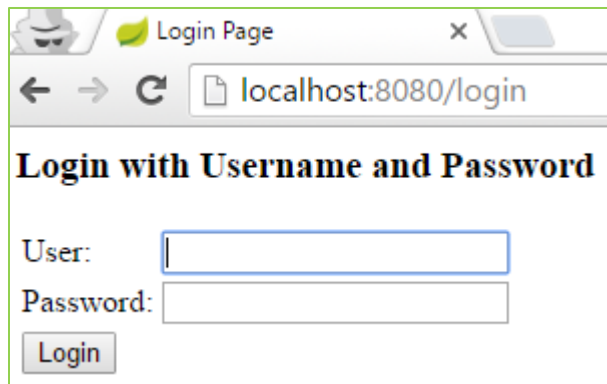 Login Page
localhost:8080/login
Login with Username and Password
User:
Password:
Login